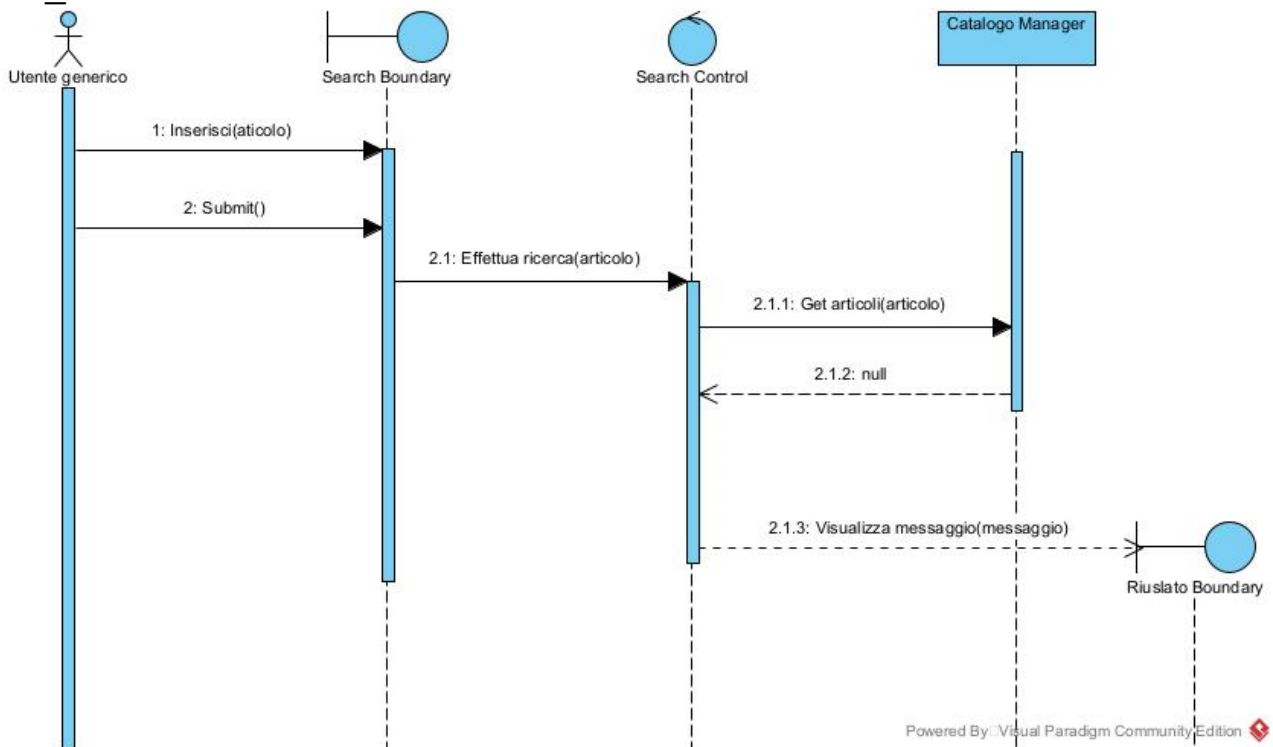 Catalogo Manager
Utente generico
Search Boundary
Search Control
1: Inserisci(aticolo)
2: Submit()
2.1: Effettua ricerca(articolo)
2.1.1: Get articoli(articolo)
2.1.2: null
2.1.3: Visualizza messaggio(messaggio)
Riuslato Boundary
Powered By Visual Paradigm Community Edition